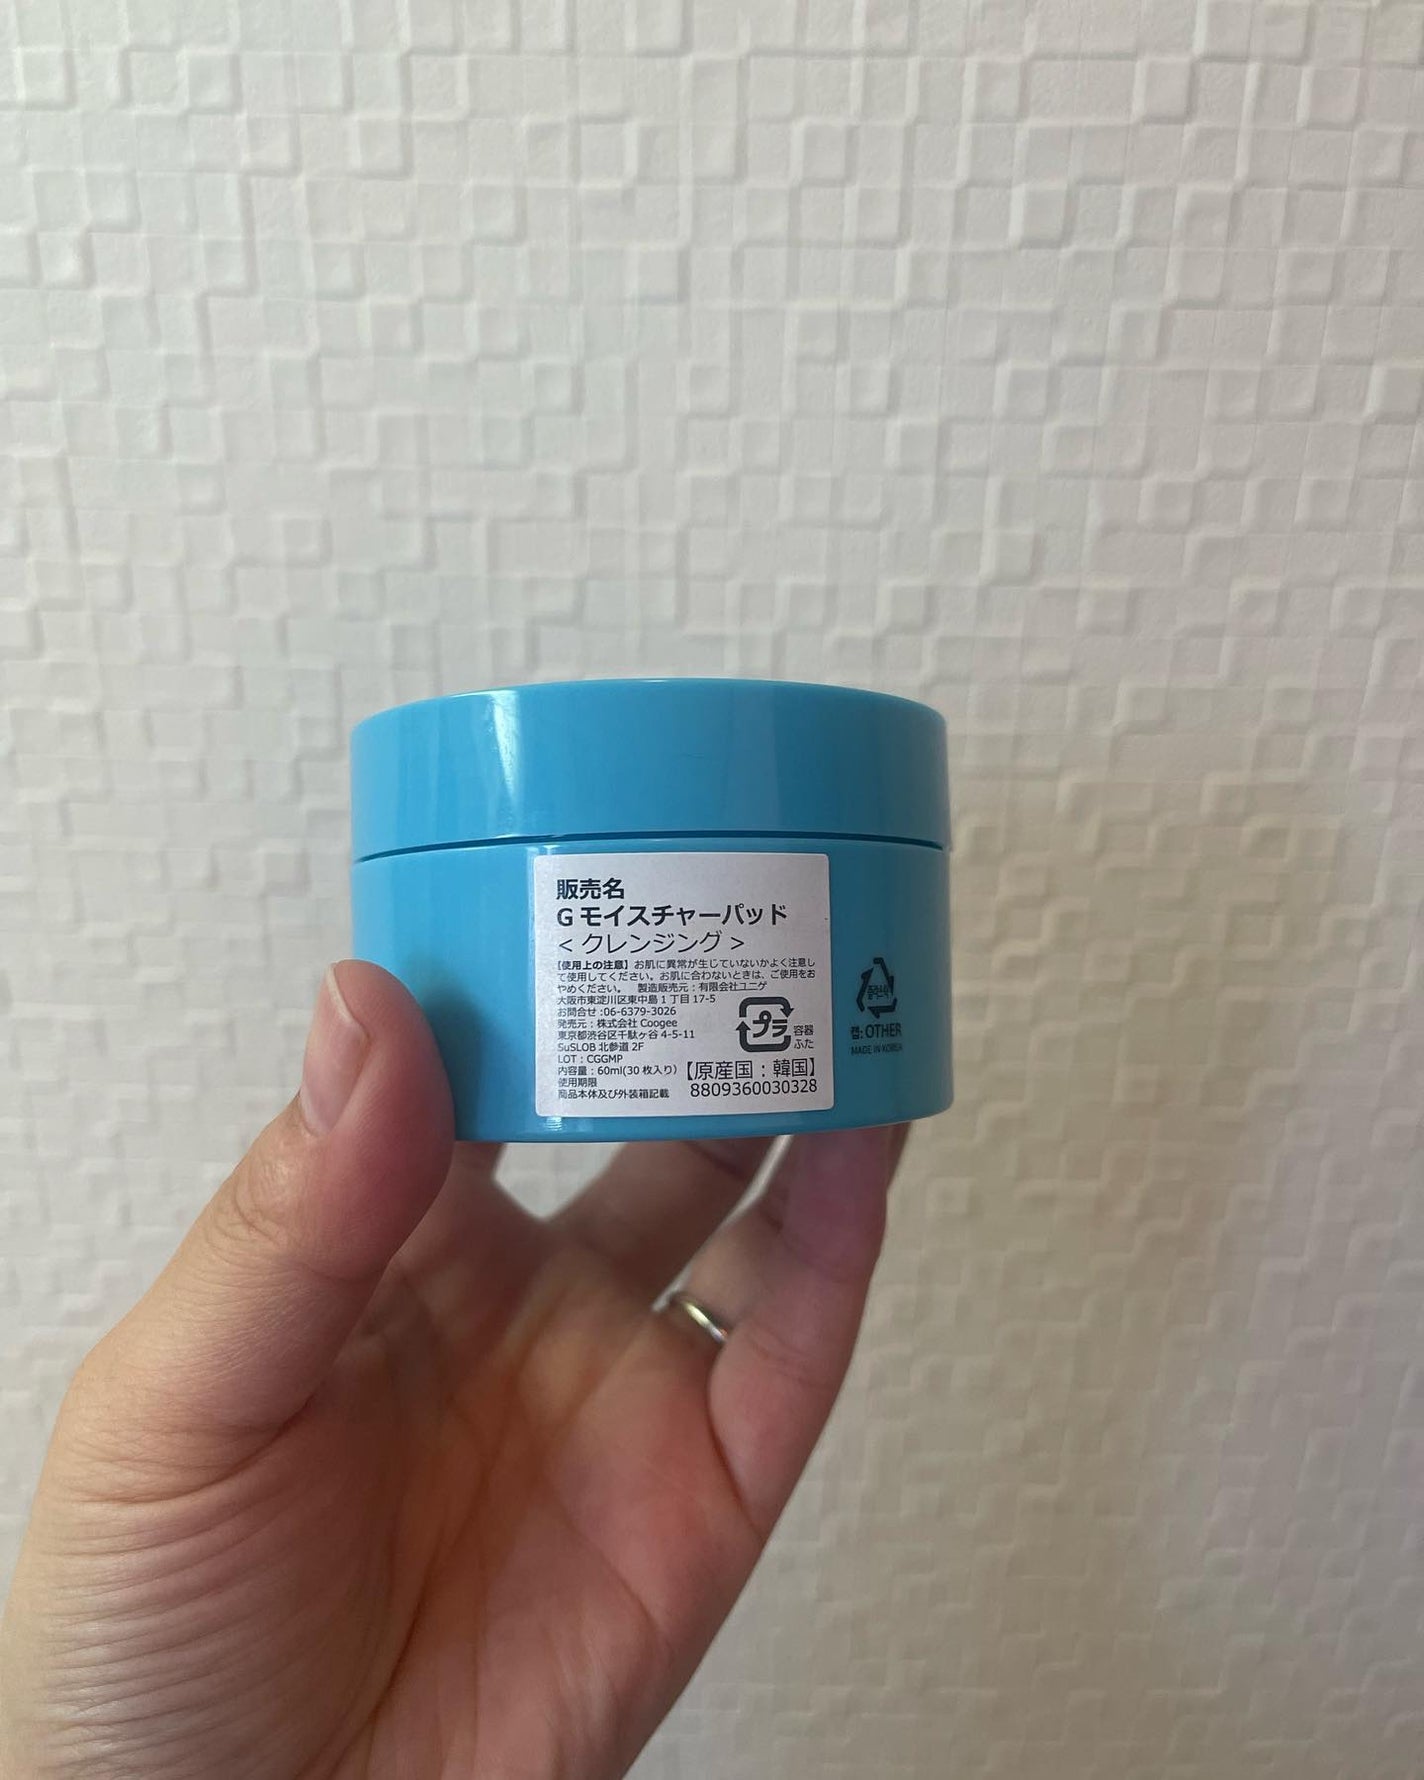 販売名
G モイスチャーパッド
< クレンジング >
【使用上の注意】お肌に異常が生じていないかよく注意し
て使用してください。お肌に合わないときは、ご使用をお
やめください。 製造販売元：有限会社ユニゲ
大阪市東淀川区東中島 1 丁目 17-5
お問合せ :06-6379-3026
発売元：株式会社 Coogee
東京都渋谷区千駄ヶ谷 4-5-11
SuSLOB 北参道 2F
LOT : CGGMP
内容量：60ml(30 枚入り)
使用期限
商品本体及び外装箱記載
プラ
容器
ふた
【原産国：韓国】
8809360030328
플라스틱
캡: OTHER
MADE IN KOREA